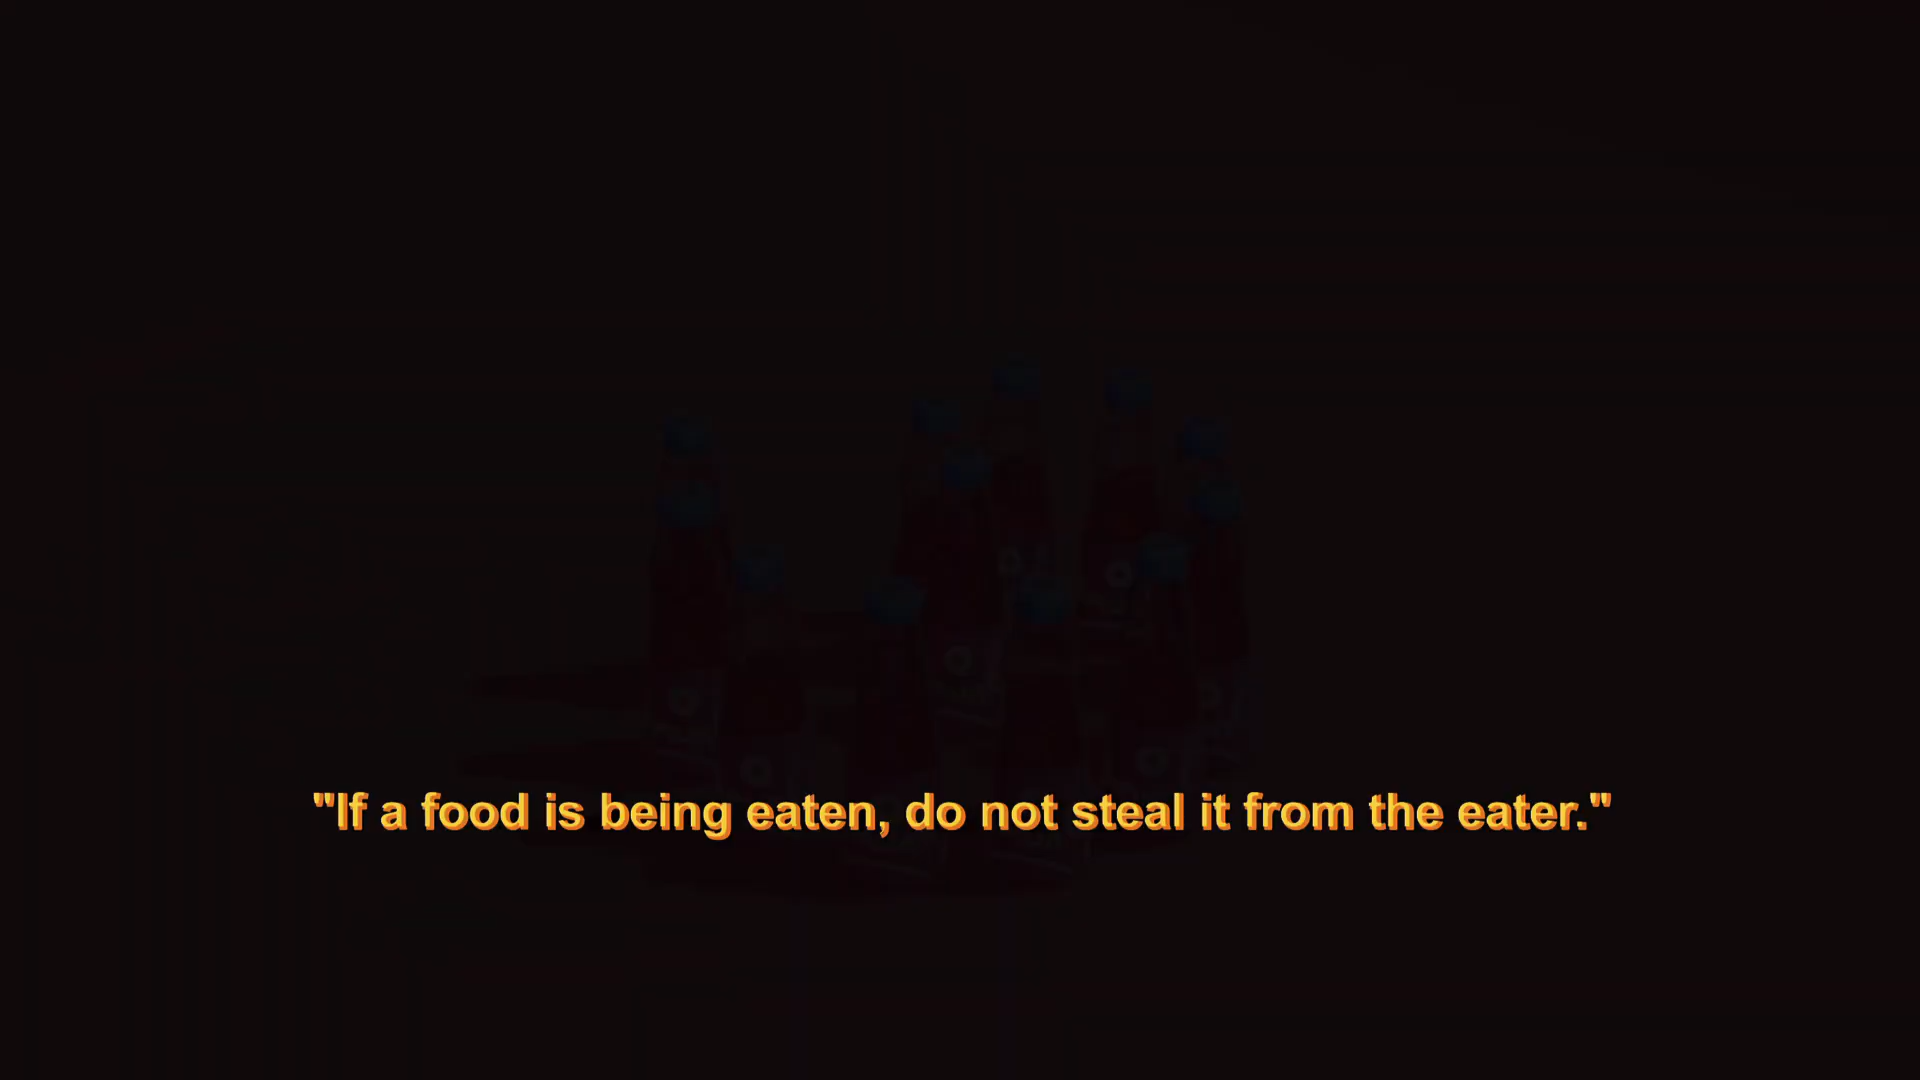 "If a food is being eaten, do not steal it from the eater."